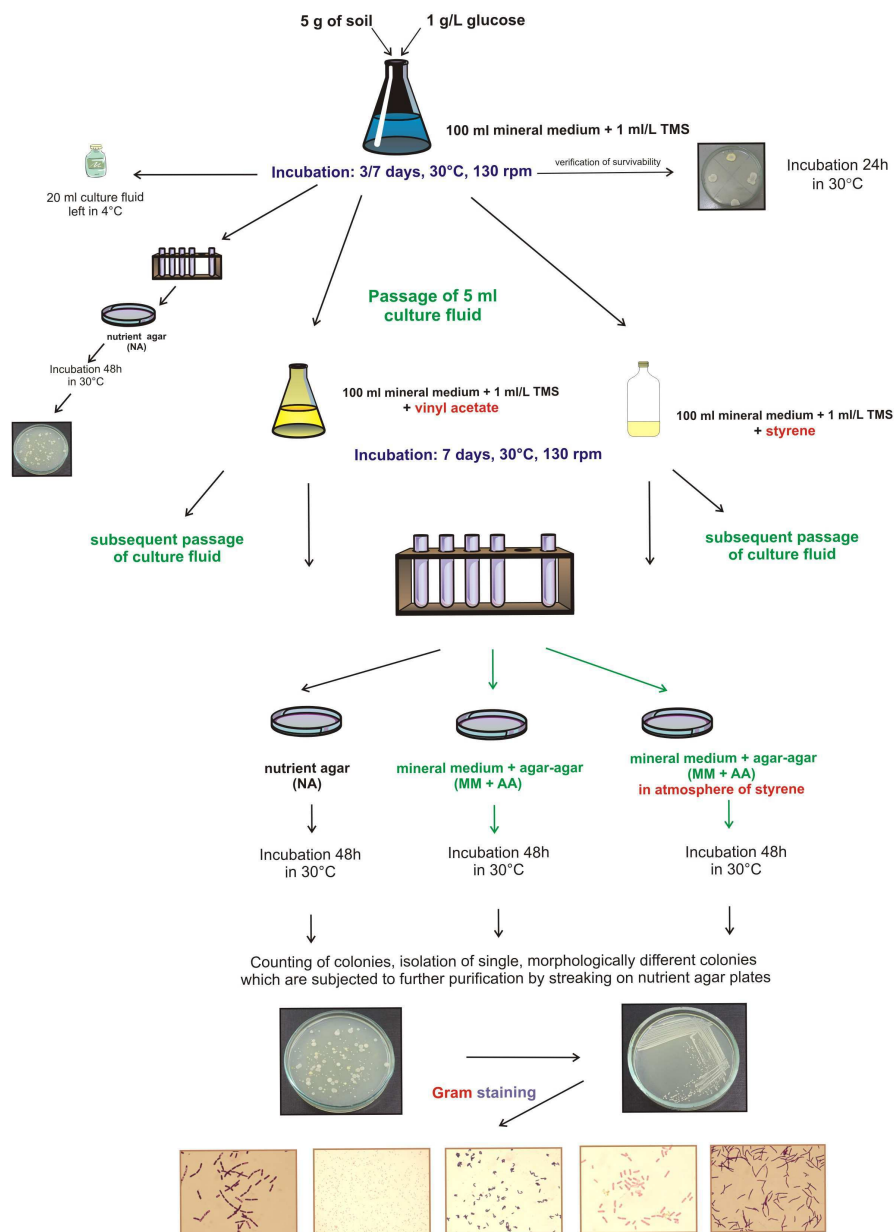 5 g of soil
1 g/L glucose
100 ml mineral medium + 1 ml/L TMS
Incubation: 3/7 days, 30°C, 130 rpm
verification of survivability
Incubation 24h
in 30°C
20 ml culture fluid
left in 4°C
nutrient agar
(NA)
Incubation 48h
in 30°C
Passage of 5 ml
culture fluid
100 ml mineral medium + 1 ml/L TMS
+ vinyl acetate
100 ml mineral medium + 1 ml/L TMS
+ styrene
Incubation: 7 days, 30°C, 130 rpm
subsequent passage
of culture fluid
subsequent passage
of culture fluid
nutrient agar
(NA)
mineral medium + agar-agar
(MM + AA)
mineral medium + agar-agar
(MM + AA)
in atmosphere of styrene
Incubation 48h
in 30°C
Incubation 48h
in 30°C
Incubation 48h
in 30°C
Counting of colonies, isolation of single, morphologically different colonies
which are subjected to further purification by streaking on nutrient agar plates
Gram staining